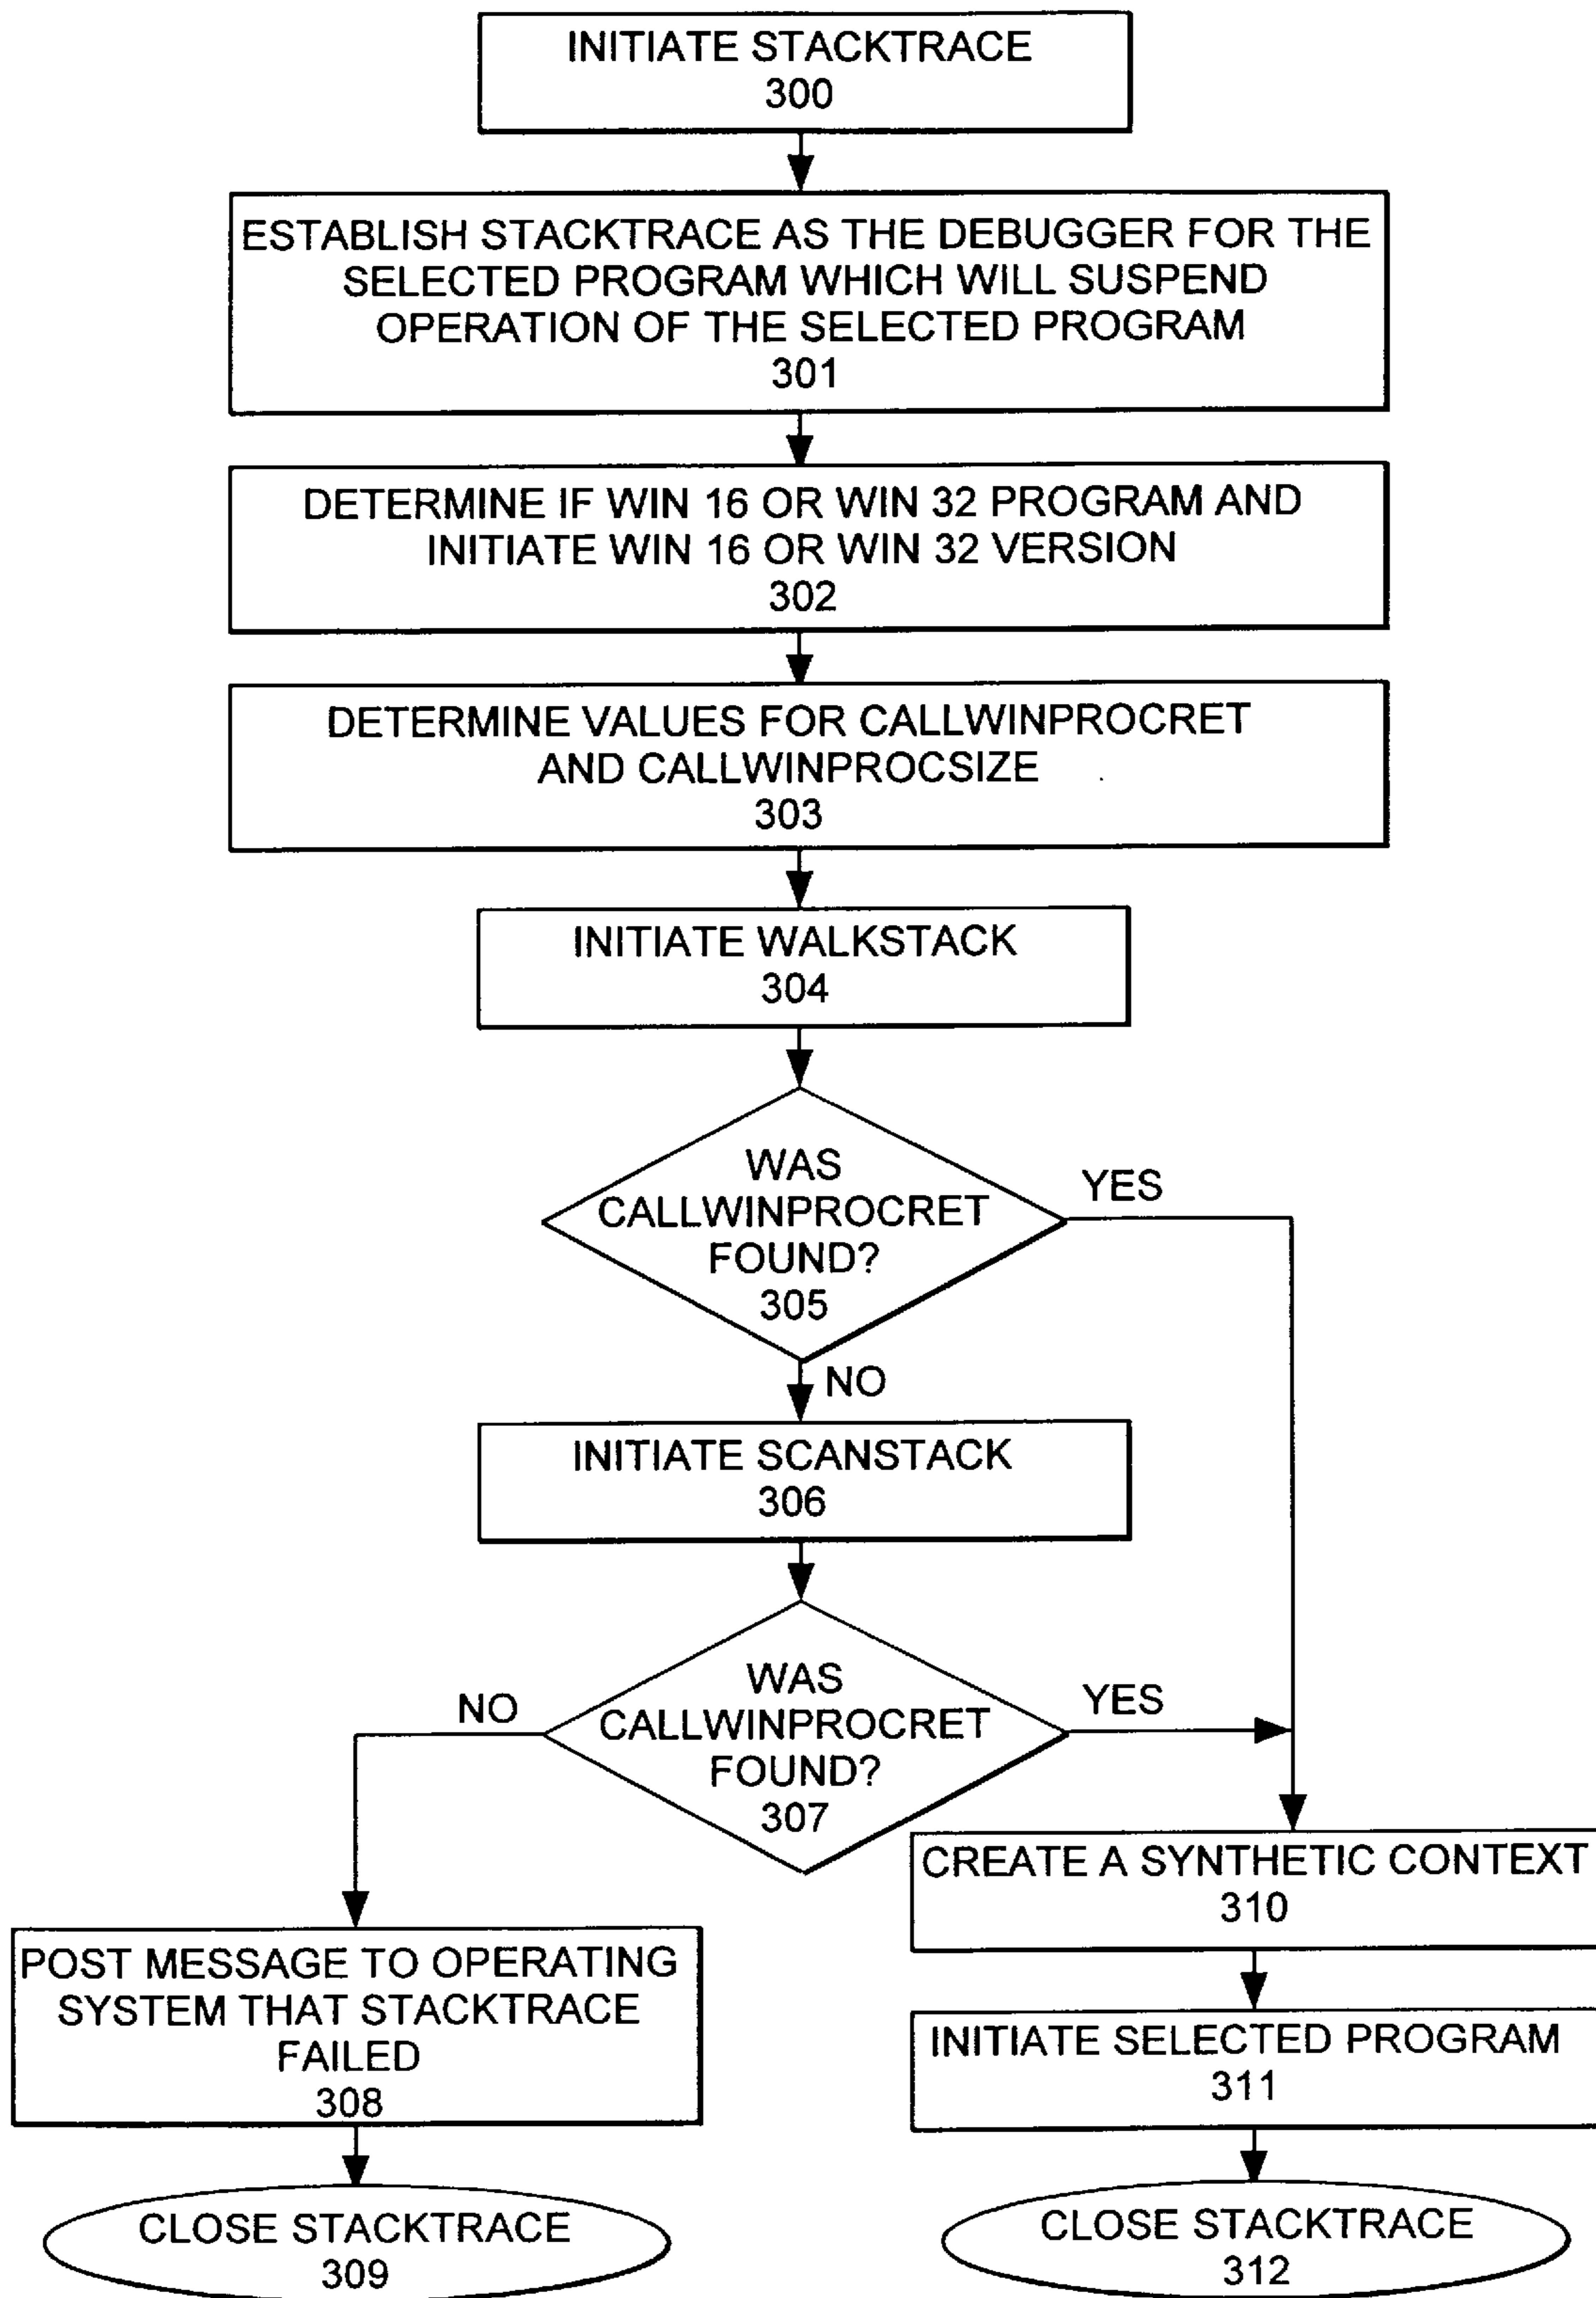 INITIATE STACKTRACE
300
ESTABLISH STACKTRACE AS THE DEBUGGER FOR THE
SELECTED PROGRAM WHICH WILL SUSPEND
OPERATION OF THE SELECTED PROGRAM
301
DETERMINE IF WIN 16 OR WIN 32 PROGRAM AND
INITIATE WIN 16 OR WIN 32 VERSION
302
DETERMINE VALUES FOR CALLWINPROCRET
AND CALLWINPROCSIZE
303
INITIATE WALKSTACK
304
WAS
CALLWINPROCRET
FOUND?
305
YES
NO
INITIATE SCANSTACK
306
WAS
CALLWINPROCRET
FOUND?
307
NO
YES
POST MESSAGE TO OPERATING
SYSTEM THAT STACKTRACE
FAILED
308
CLOSE STACKTRACE
309
CREATE A SYNTHETIC CONTEXT
310
INITIATE SELECTED PROGRAM
311
CLOSE STACKTRACE
312